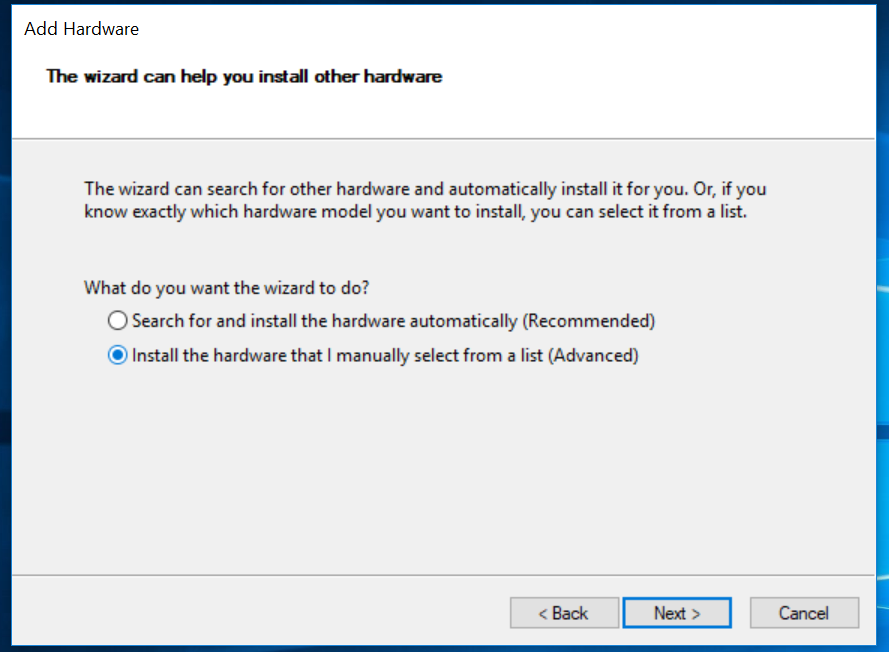 Add Hardware
The wizard can help you install other hardware
The wizard can search for other hardware and automatically install it for you. Or, if you
know exactly which hardware model you want to install, you can select it from a list.
What do you want the wizard to do?
Search for and install the hardware automatically (Recommended)
Install the hardware that I manually select from a list (Advanced)
< Back Next > Cancel